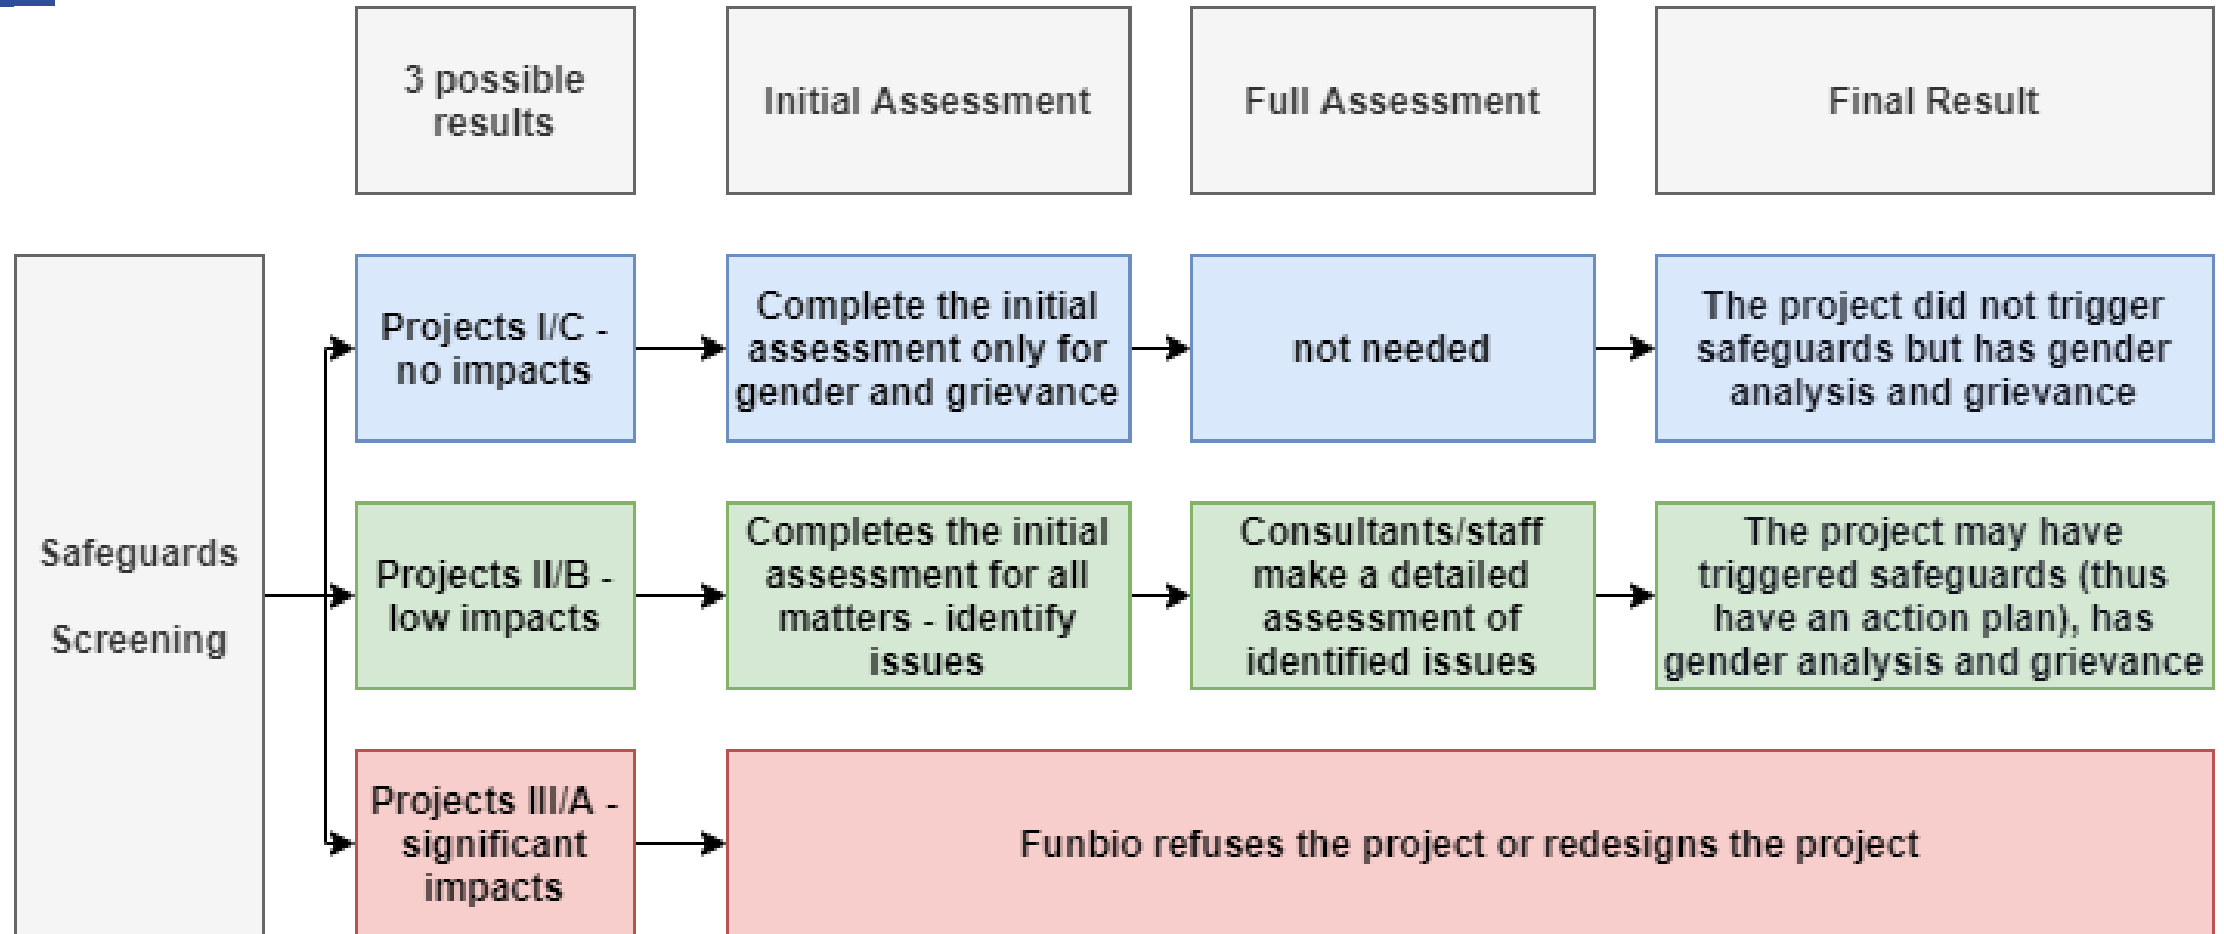 3 possible
results
Initial Assessment
Full Assessment
Final Result
Safeguards
Screening
Projects I/C -
no impacts
Complete the initial
assessment only for
gender and grievance
not needed
The project did not trigger
safeguards but has gender
analysis and grievance
Projects II/B -
low impacts
Completes the initial
assessment for all
matters - identify
issues
Consultants/staff
make a detailed
assessment of
identified issues
The project may have
triggered safeguards (thus
have an action plan), has
gender analysis and grievance
Projects III/A -
significant
impacts
Funbio refuses the project or redesigns the project